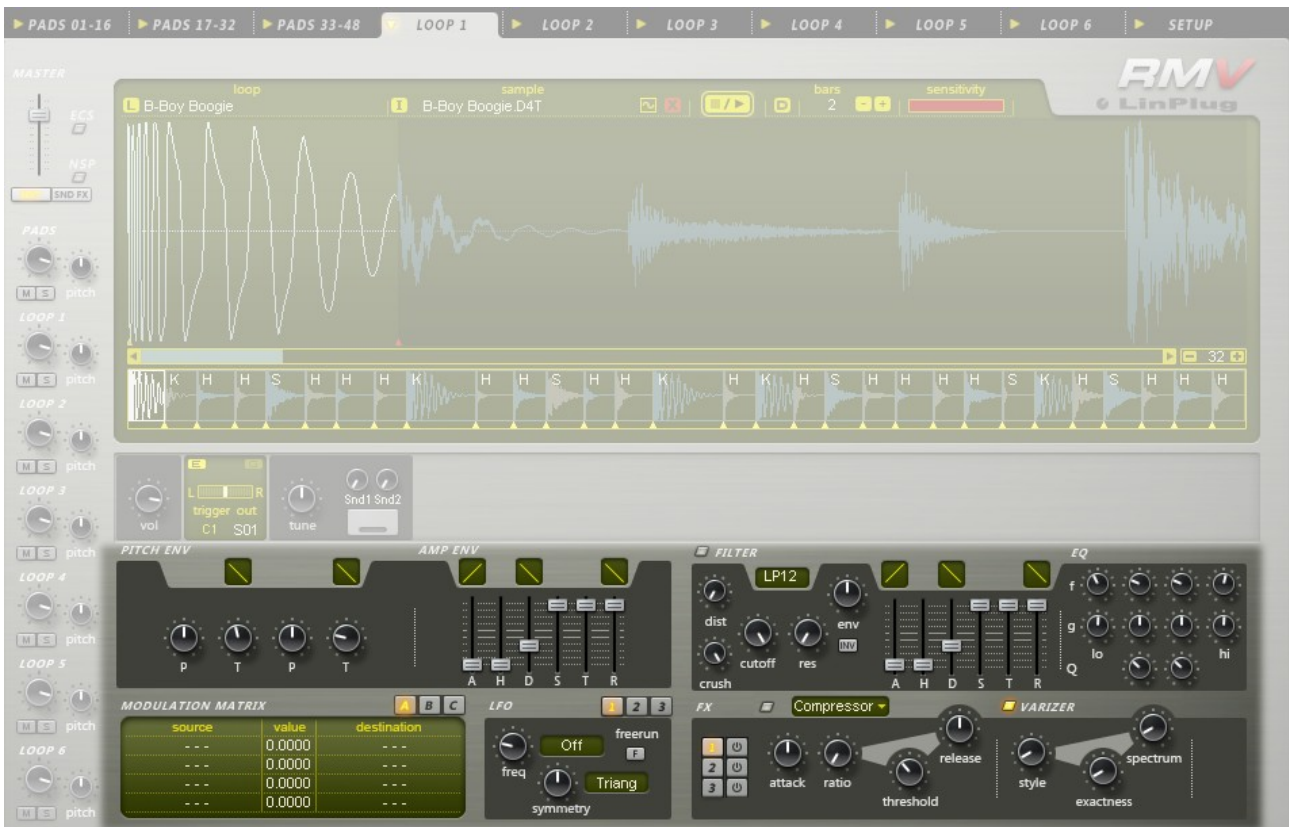 PADS 01-16 PADS 17-32 PADS 33-48 LOOP 1 LOOP 2 LOOP 3 LOOP 4 LOOP 5 LOOP 6 SETUP
MASTER
ECS
NSP
SND FX
RMV
LinPlug
loop sample bars sensitivity
L B-Boy Boogie I B-Boy Boogie.D4T X D 2 - +
- 32 +
K K H H S H H H K H H S H H K H K H S H H H H S K H S H H H
PADS
M S pitch
LOOP 1
M S pitch
LOOP 2
M S pitch
LOOP 3
M S pitch
LOOP 4
M S pitch
LOOP 5
M S pitch
LOOP 6
M S pitch
vol
E
L R
trigger out
C1 S01
tune
Snd1 Snd2
PITCH ENV
P T P T
AMP ENV
A H D S T R
FILTER
LP12
dist
env
INV
cutoff res
crush
A H D S T R
EQ
f
g
lo hi
Q
MODULATION MATRIX A B C
source value destination
--- 0.0000 ---
--- 0.0000 ---
--- 0.0000 ---
--- 0.0000 ---
LFO 1 2 3
Off
freerun
F
freq
Triang
symmetry
FX Compressor
1
2
3
attack ratio
threshold
release
VARIZER
style
spectrum
exactness